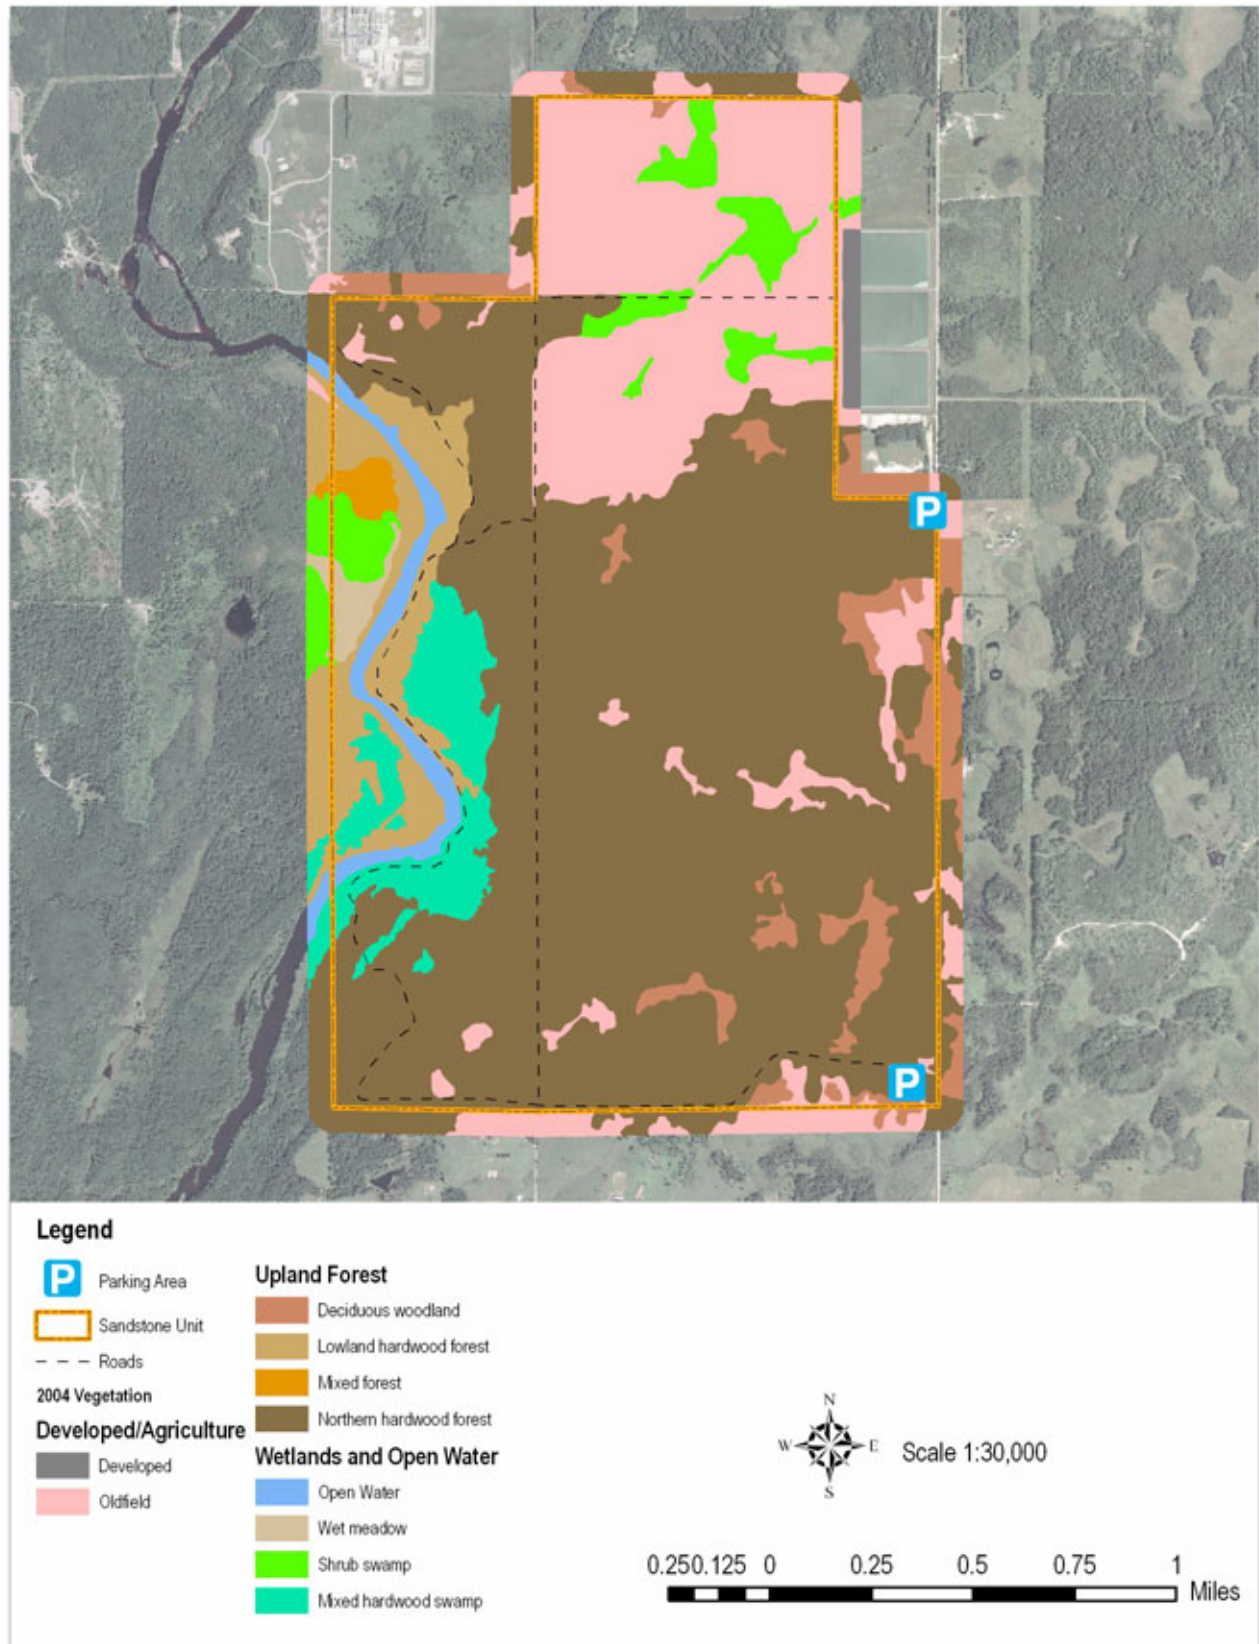 P
P
Legend
P Parking Area
Sandstone Unit
Roads
2004 Vegetation
Developed/Agriculture
Developed
Oldfield
Upland Forest
Deciduous woodland
Lowland hardwood forest
Mixed forest
Northern hardwood forest
Wetlands and Open Water
Open Water
Wet meadow
Shrub swamp
Mixed hardwood swamp
N
W E
S
Scale 1:30,000
0.25 0.125 0 0.25 0.5 0.75 1
Miles